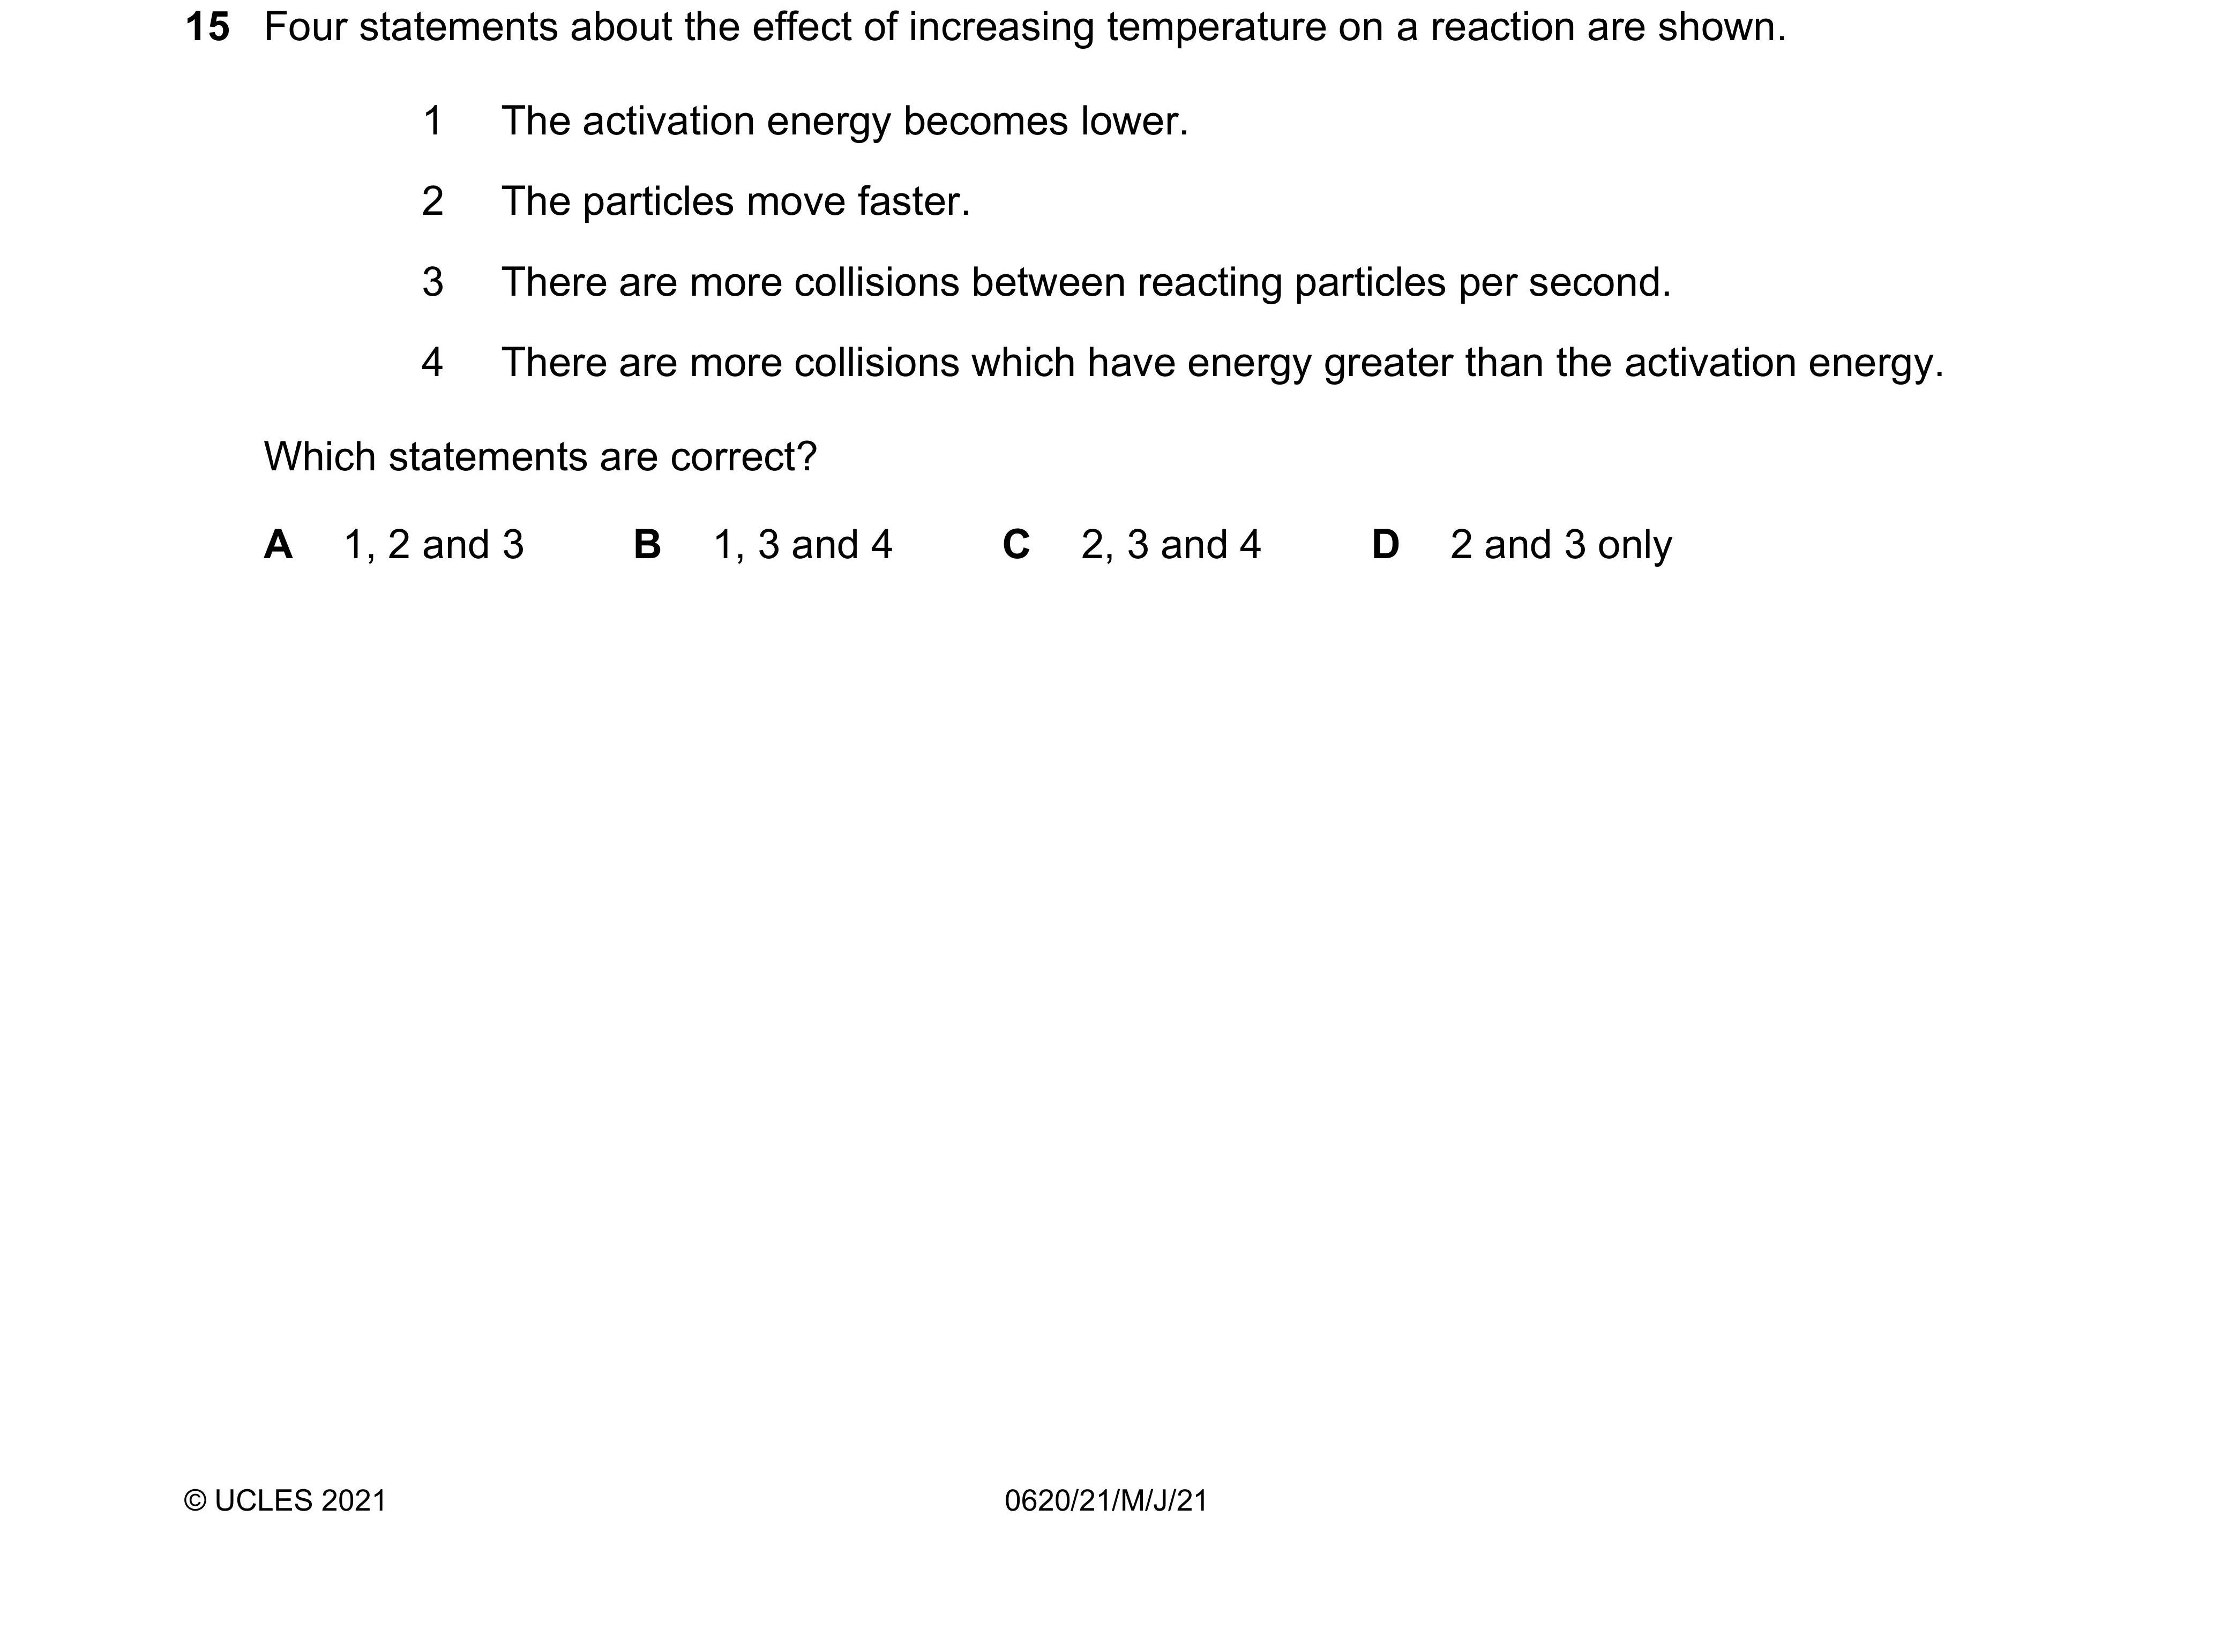 15 Four statements about the effect of increasing temperature on a reaction are shown.
1 The activation energy becomes lower.
2 The particles move faster.
3 There are more collisions between reacting particles per second.
4 There are more collisions which have energy greater than the activation energy.
Which statements are correct?
A 1, 2 and 3 B 1, 3 and 4 C 2, 3 and 4 D 2 and 3 only
© UCLES 2021 0620/21/M/J/21